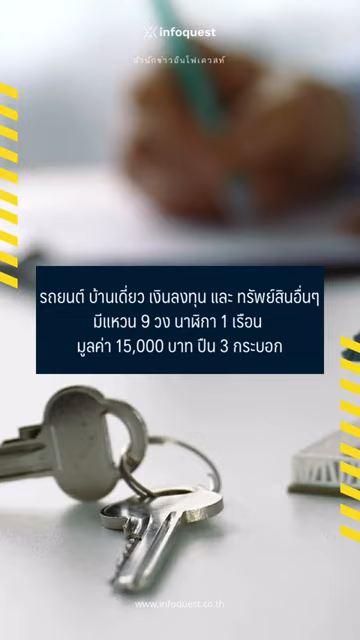 infoquest
สำนักข่าวอินโฟเควสท์
รถยนต์ บ้านเดี่ยว เงินลงทุน และ ทรัพย์สินอื่นๆ
มีแหวน 9 วง นาฬิกา 1 เรือน
มูลค่า 15,000 บาท ปืน 3 กระบอก
www.infoquest.co.th